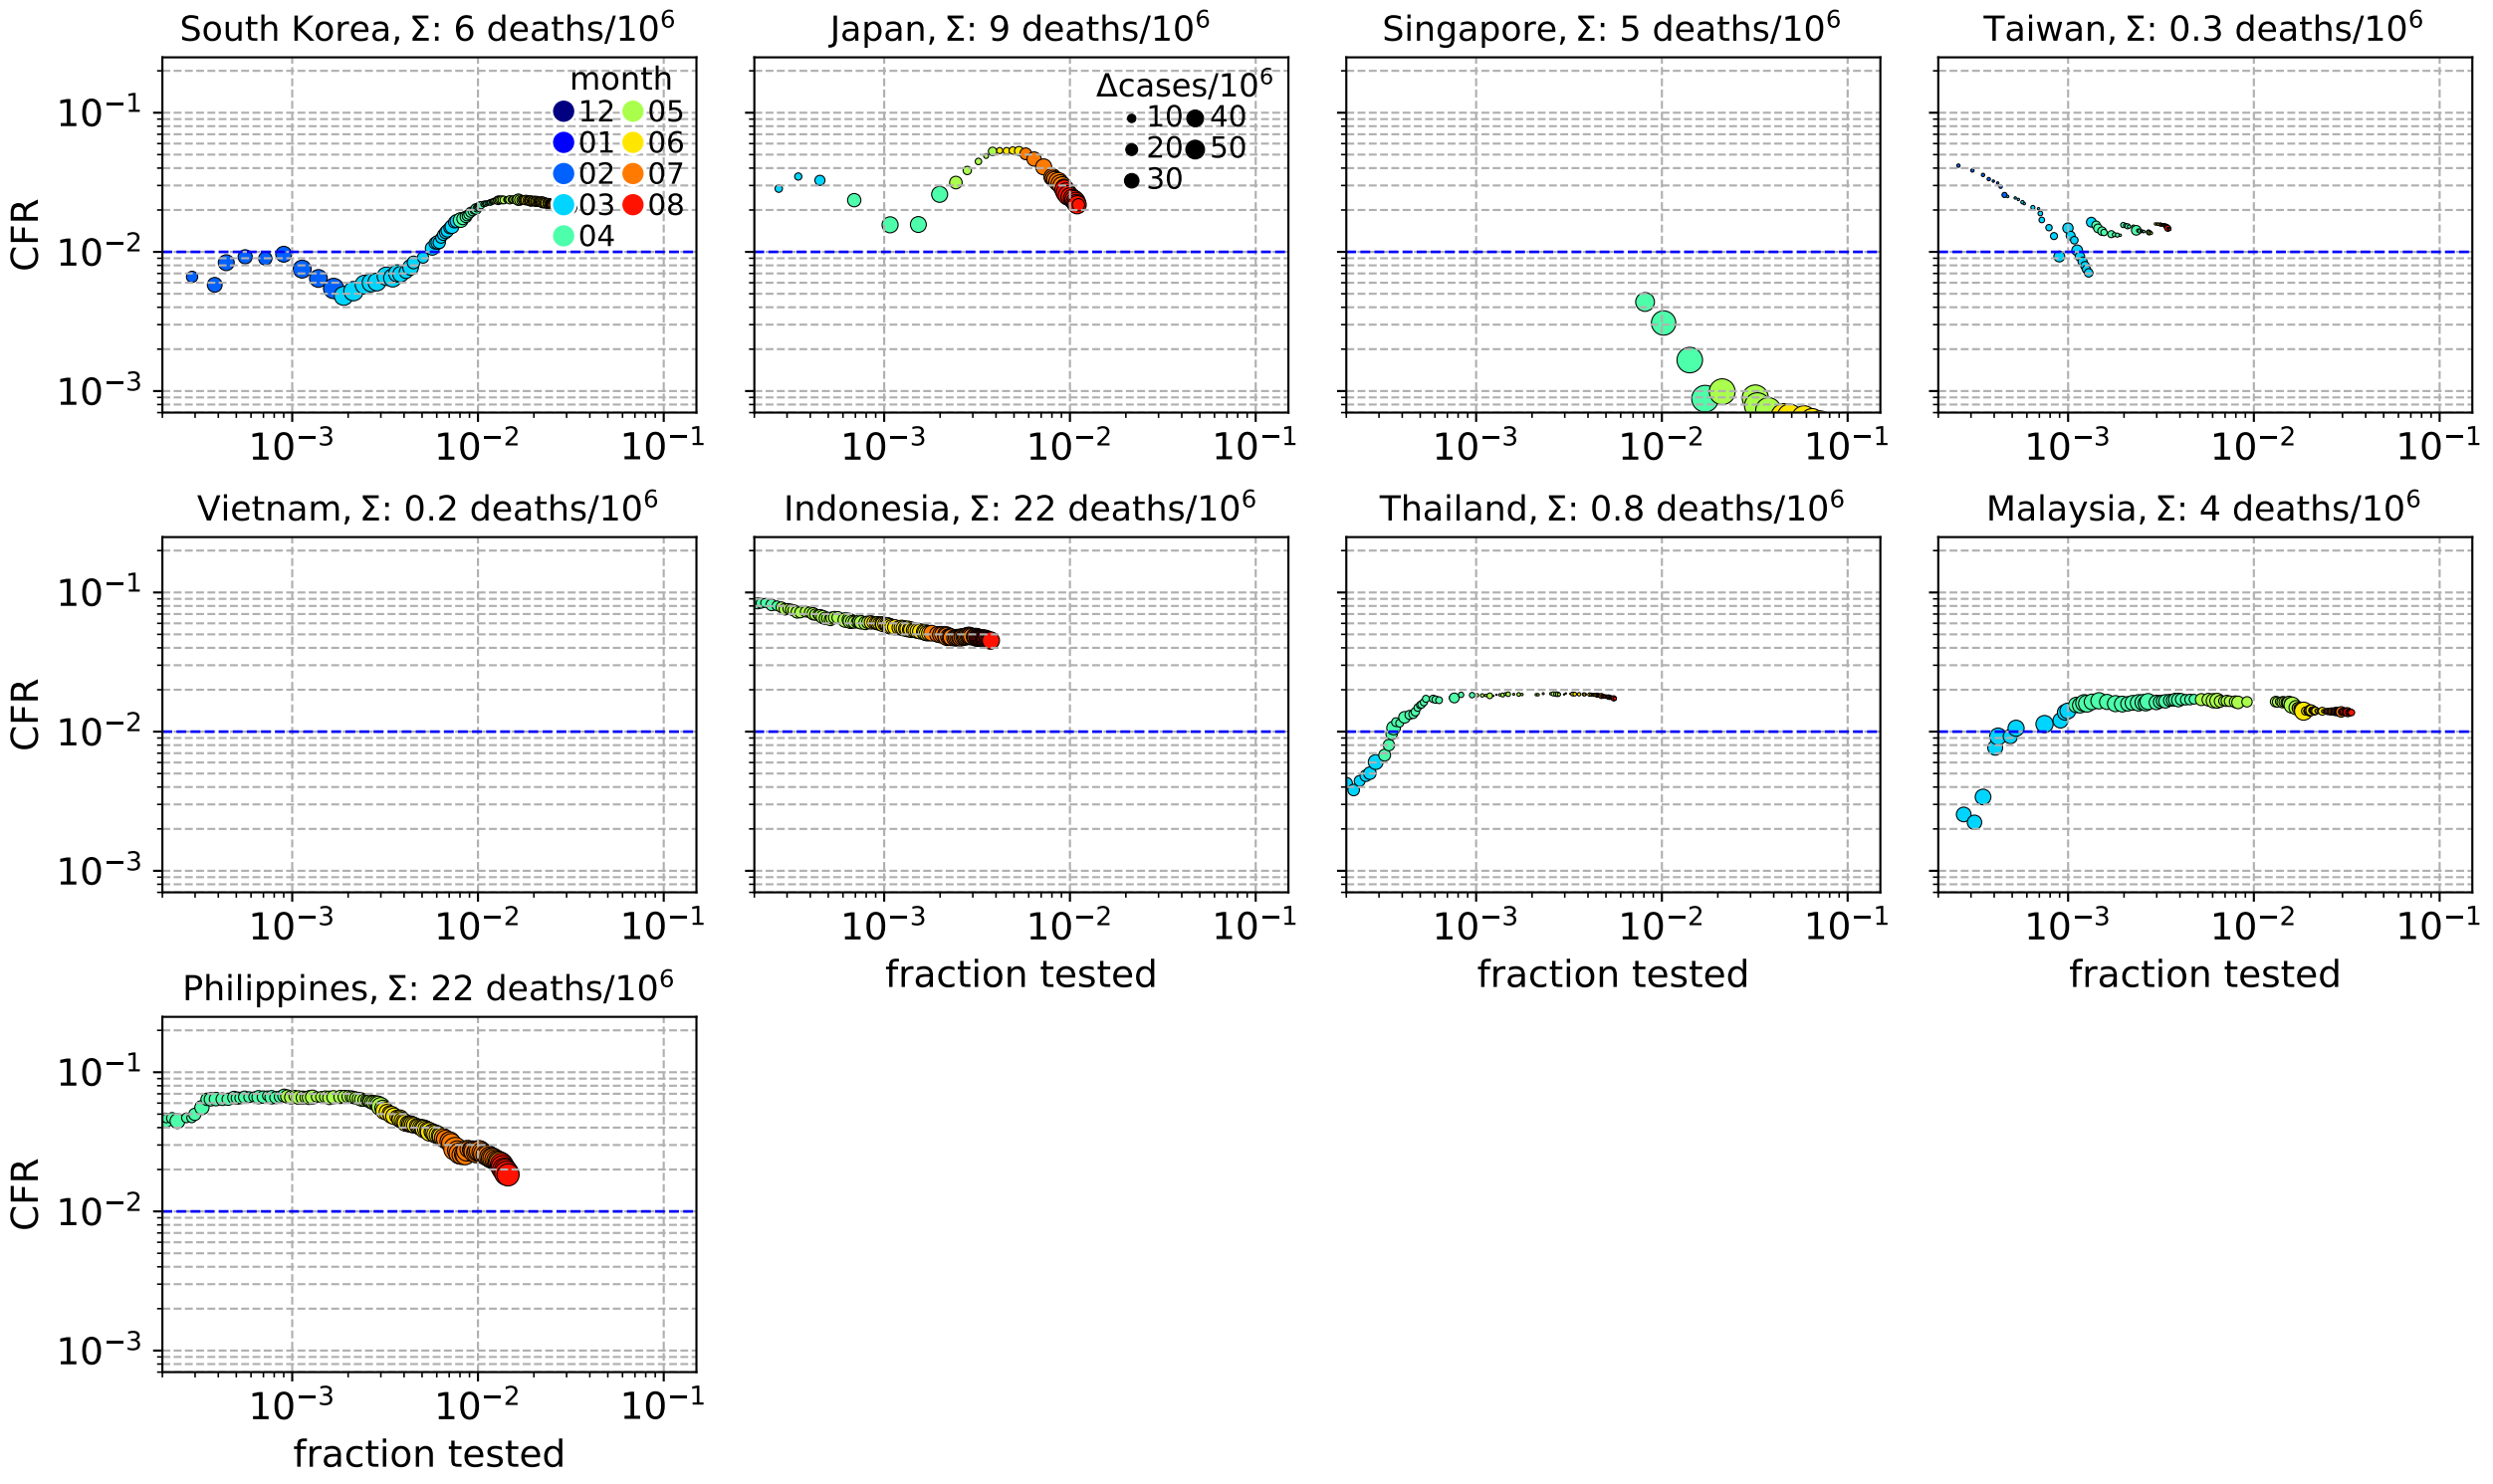 South Korea, Σ: 6 deaths/10⁶
Japan, Σ: 9 deaths/10⁶
Singapore, Σ: 5 deaths/10⁶
Taiwan, Σ: 0.3 deaths/10⁶
CFR
10⁻¹
10⁻²
10⁻³
month
12 05
01 06
02 07
03 08
04
Δcases/10⁶
10 40
20 50
30
10⁻³ 10⁻² 10⁻¹
10⁻³ 10⁻² 10⁻¹
10⁻³ 10⁻² 10⁻¹
10⁻³ 10⁻² 10⁻¹
Vietnam, Σ: 0.2 deaths/10⁶
Indonesia, Σ: 22 deaths/10⁶
Thailand, Σ: 0.8 deaths/10⁶
Malaysia, Σ: 4 deaths/10⁶
CFR
10⁻¹
10⁻²
10⁻³
10⁻³ 10⁻² 10⁻¹
10⁻³ 10⁻² 10⁻¹
10⁻³ 10⁻² 10⁻¹
10⁻³ 10⁻² 10⁻¹
fraction tested
fraction tested
fraction tested
Philippines, Σ: 22 deaths/10⁶
CFR
10⁻¹
10⁻²
10⁻³
10⁻³ 10⁻² 10⁻¹
fraction tested